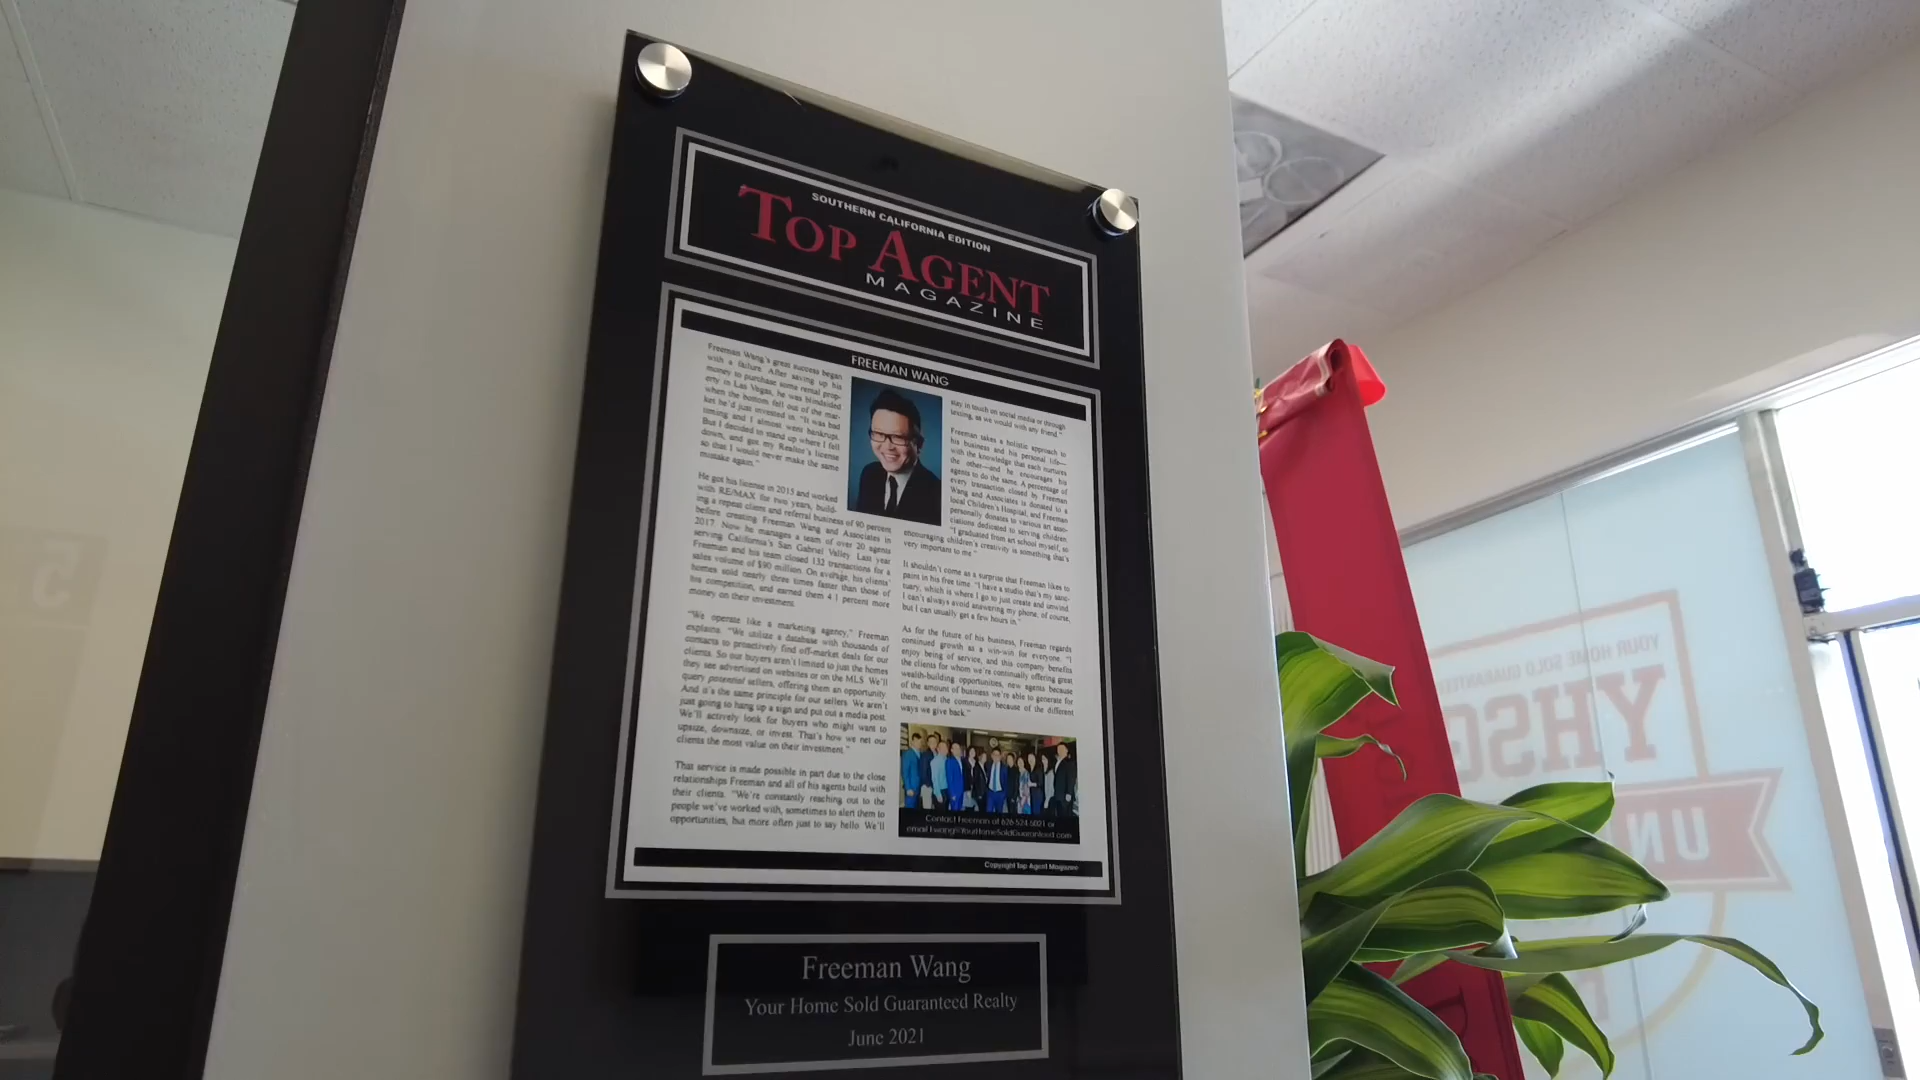 SOUTHERN CALIFORNIA EDITION
TOP AGENT
MAGAZINE
FREEMAN WANG
Freeman Wang's great success began
with a failure. After saving up his
money to purchase some rental prop-
erty in Las Vegas, he was blindsided
when the bottom fell out of the mar-
ket he'd just invested in. "It was bad
timing and I almost went bankrupt.
But I decided to stand up where I fell
down, and got my Realtor's license
so that I would never make the same
mistake again."
He got his license in 2015 and worked
with RE/MAX for two years, build-
ing a repeat client and referral business of 90 percent
before creating Freeman Wang and Associates in
2017. Now he manages a team of over 20 agents
serving California's San Gabriel Valley. Last year
Freeman and his team closed 132 transactions for a
sales volume of $90 million. On average, his clients'
homes sold nearly three times faster than those of
his competition, and earned them 4.1 percent more
money on their investment.
"We operate like a marketing agency," Freeman
explains. "We utilize a database with thousands of
contacts to proactively find off-market deals for our
clients. So our buyers aren't limited to just the homes
they see advertised on websites or on the MLS. We'll
query potential sellers, offering them an opportunity.
And it's the same principle for our sellers. We aren't
just going to hang up a sign and put out a media post.
We'll actively look for buyers who might want to
upsize, downsize, or invest. That's how we net our
clients the most value on their investment."
That service is made possible in part due to the close
relationships Freeman and all of his agents build with
their clients. "We're constantly reaching out to the
people we've worked with, sometimes to alert them to
opportunities, but more often just to say hello. We'll
stay in touch on social media or through
texting, as we would with any friend."
Freeman takes a holistic approach to
his business and his personal life—
with the knowledge that each nurtures
the other—and he encourages his
agents to do the same. A percentage of
every transaction closed by Freeman
Wang and Associates is donated to a
local Children's Hospital, and Freeman
personally donates to various art asso-
ciations dedicated to serving children.
"I graduated from art school myself, so
encouraging children's creativity is something that's
very important to me."
It shouldn't come as a surprise that Freeman likes to
paint in his free time. "I have a studio that's my sanc-
tuary, which is where I go to just create and unwind.
I can't always avoid answering my phone, of course,
but I can usually get a few hours in."
As for the future of his business, Freeman regards
continued growth as a win-win for everyone. "I
enjoy being of service, and this company benefits
the clients for whom we're continually offering great
wealth-building opportunities, new agents because
of the amount of business we're able to generate for
them, and the community because of the different
ways we give back."
Contact Freeman at 626-524-5021 or
email Fwang@YourHomeSoldGuaranteed.com
Copyright Top Agent Magazine
Freeman Wang
Your Home Sold Guaranteed Realty
June 2021
YOUR HOME SOLD GUARANTEE
YHSG
UN
5